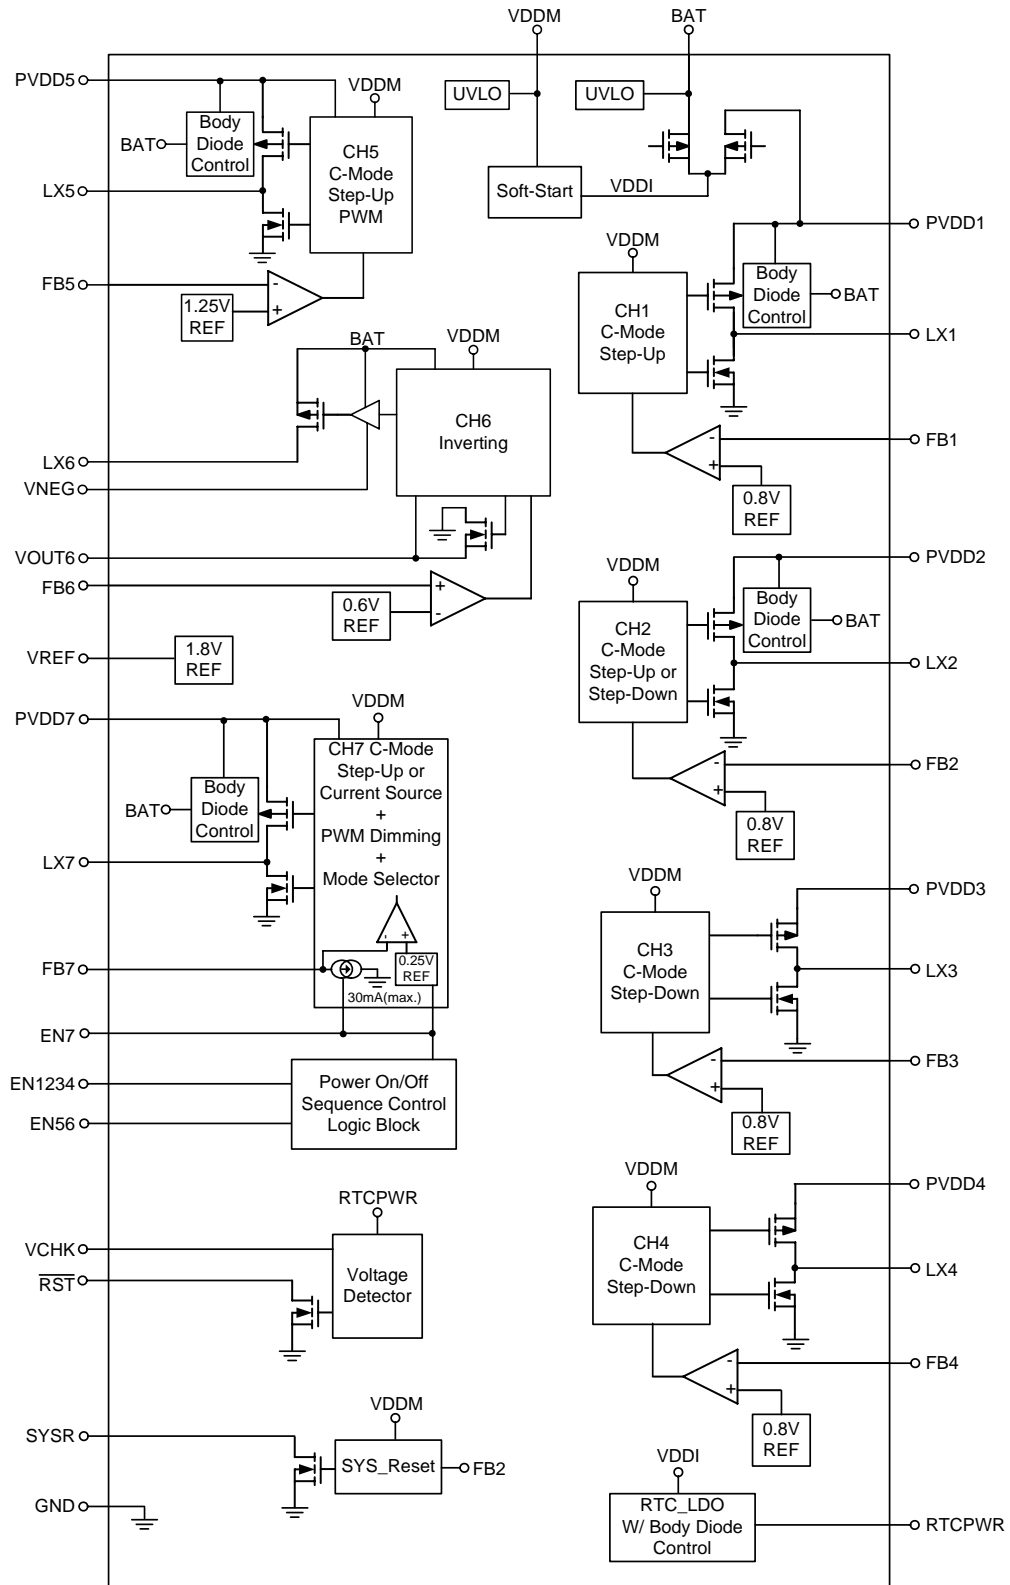 VDDM
BAT
PVDD5
VDDM
UVLO
UVLO
Body
Diode
Control
BAT
CH5
C-Mode
Step-Up
PWM
LX5
Soft-Start
VDDI
PVDD1
VDDM
FB5
1.25V
REF
-
+
CH1
C-Mode
Step-Up
Body
Diode
Control
BAT
LX1
BAT
VDDM
CH6
Inverting
LX6
VNEG
FB1
-
+
0.8V
REF
VOUT6
FB6
+
-
0.6V
REF
PVDD2
VDDM
Body
Diode
Control
BAT
CH2
C-Mode
Step-Up or
Step-Down
LX2
VREF
1.8V
REF
PVDD7
VDDM
CH7 C-Mode
Step-Up or
Current Source
+
PWM Dimming
+
Mode Selector
Body
Diode
Control
BAT
LX7
FB2
-
+
0.8V
REF
VDDM
PVDD3
CH3
C-Mode
Step-Down
LX3
FB7
-
+
0.25V
REF
30mA(max.)
EN7
EN1234
EN56
Power On/Off
Sequence Control
Logic Block
FB3
-
+
0.8V
REF
VDDM
PVDD4
RTCPWR
VCHK
RST
Voltage
Detector
CH4
C-Mode
Step-Down
LX4
FB4
-
+
0.8V
REF
VDDM
SYSR
SYS_Reset
FB2
GND
VDDI
RTC_LDO
W/ Body Diode
Control
RTCPWR